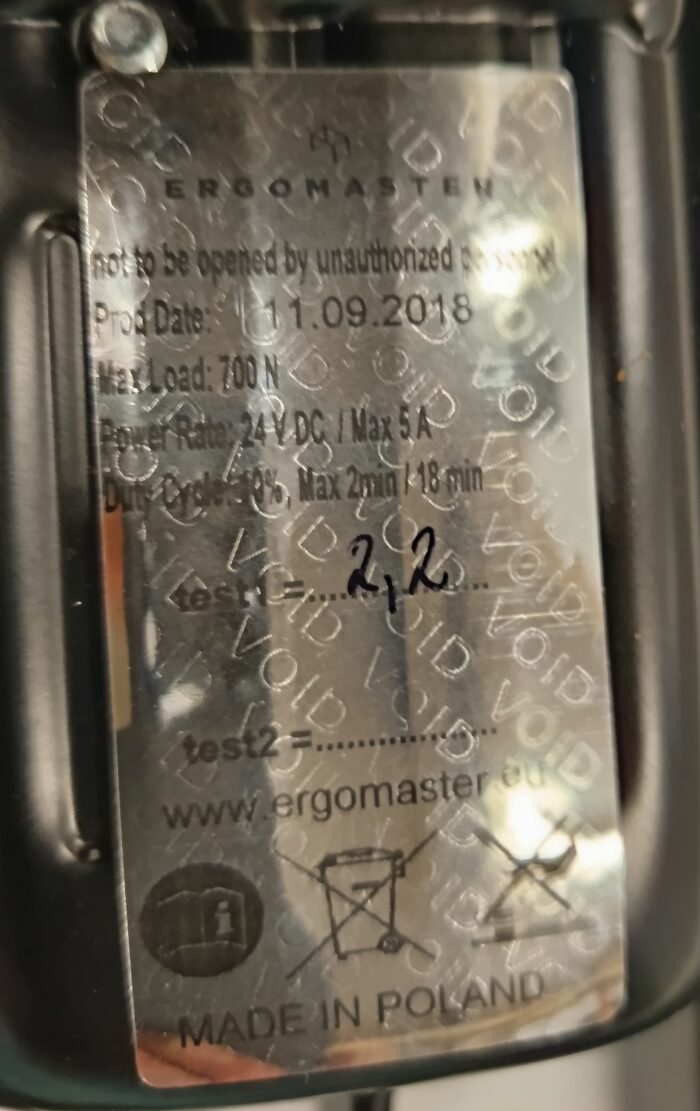 ERGOMASTER
not to be opened by unauthorized personnel
Prod Date: 11.09.2018
Max Load: 700 N
Power Rate: 24 V DC / Max 5 A
Duty Cycle: 10%, Max 2min / 18 min
test1 =....2,2....
test2 =..................
www.ergomaster.eu
MADE IN POLAND